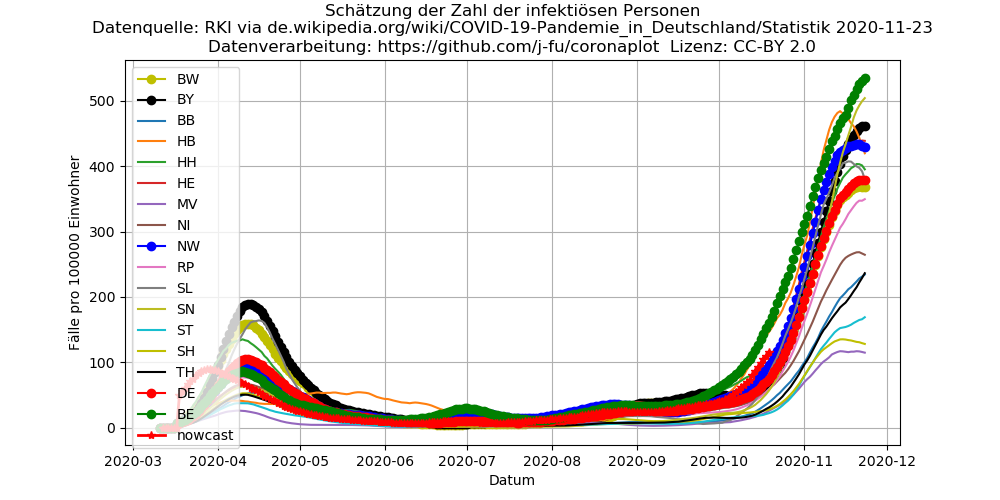 Schätzung der Zahl der infektiösen Personen
Datenquelle: RKI via de.wikipedia.org/wiki/COVID-19-Pandemie_in_Deutschland/Statistik 2020-11-23
Datenverarbeitung: https://github.com/j-fu/coronaplot  Lizenz: CC-BY 2.0
Fälle pro 100000 Einwohner
500
400
300
200
100
0
BW
BY
BB
HB
HH
HE
MV
NI
NW
RP
SL
SN
ST
SH
TH
DE
BE
nowcast
2020-03 2020-04 2020-05 2020-06 2020-07 2020-08 2020-09 2020-10 2020-11 2020-12
Datum